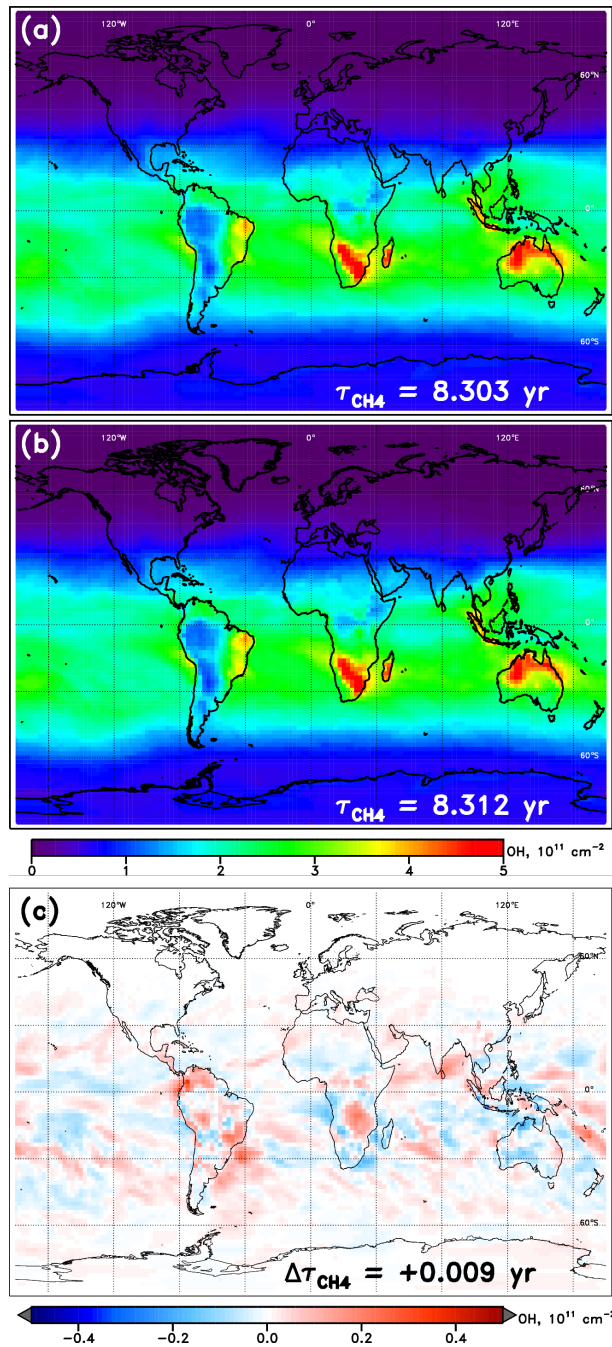 (a)
120°W 0° 120°E
60°N
0°
60°S
τCH4 = 8.303 yr
(b)
120°W 0° 120°E
60°N
0°
60°S
τCH4 = 8.312 yr
0 1 2 3 4 5 OH, 10¹¹ cm⁻²
(c)
120°W 0° 120°E
60°N
0°
60°S
ΔτCH4 = +0.009 yr
−0.4 −0.2 0.0 0.2 0.4 OH, 10¹¹ cm⁻²